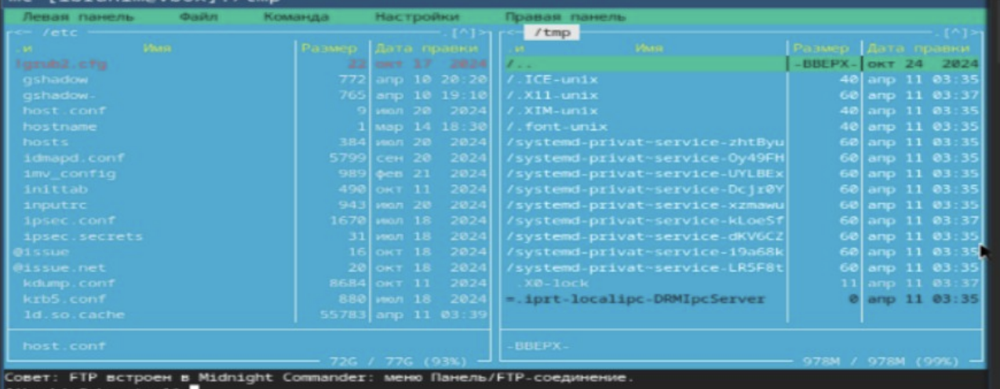 Левая панель Файл Команда Настройки Правая панель
<- /etc .[^]> <- /tmp .[^]>
.и Имя Размер Дата правки .и Имя Размер Дата правки
!grub2.cfg 22 окт 17 2024 /.. -ВВЕРХ- окт 24 2024
gshadow 772 апр 10 20:20 /.ICE-unix 40 апр 11 03:35
gshadow- 765 апр 10 19:10 /.X11-unix 60 апр 11 03:37
host.conf 9 июл 20 2024 /.XIM-unix 40 апр 11 03:35
hostname 1 мар 14 18:30 /.font-unix 40 апр 11 03:35
hosts 384 июл 20 2024 /systemd-privat~service-zhtByu 60 апр 11 03:35
idmapd.conf 5799 сен 20 2024 /systemd-privat~service-Oy49FH 60 апр 11 03:35
imv_config 989 фев 21 2024 /systemd-privat~service-UYLBEx 60 апр 11 03:35
inittab 490 окт 11 2024 /systemd-privat~service-Dcjr0Y 60 апр 11 03:35
inputrc 943 июл 20 2024 /systemd-privat~service-xzmawu 60 апр 11 03:35
ipsec.conf 1670 июл 18 2024 /systemd-privat~service-kLoeSf 60 апр 11 03:37
ipsec.secrets 31 июл 18 2024 /systemd-privat~service-dKV6CZ 60 апр 11 03:35
@issue 16 окт 18 2024 /systemd-privat~service-i9a68k 60 апр 11 03:35
@issue.net 20 окт 18 2024 /systemd-privat~service-LR5F8t 60 апр 11 03:35
kdump.conf 8684 окт 11 2024 .X0-lock 11 апр 11 03:37
krb5.conf 880 июл 18 2024 =.iprt-localipc-DRMIpcServer 0 апр 11 03:35
ld.so.cache 55783 апр 11 03:39
host.conf -ВВЕРХ-
72G / 77G (93%) 978M / 978M (99%)
Совет: FTP встроен в Midnight Commander: меню Панель/FTP-соединение.